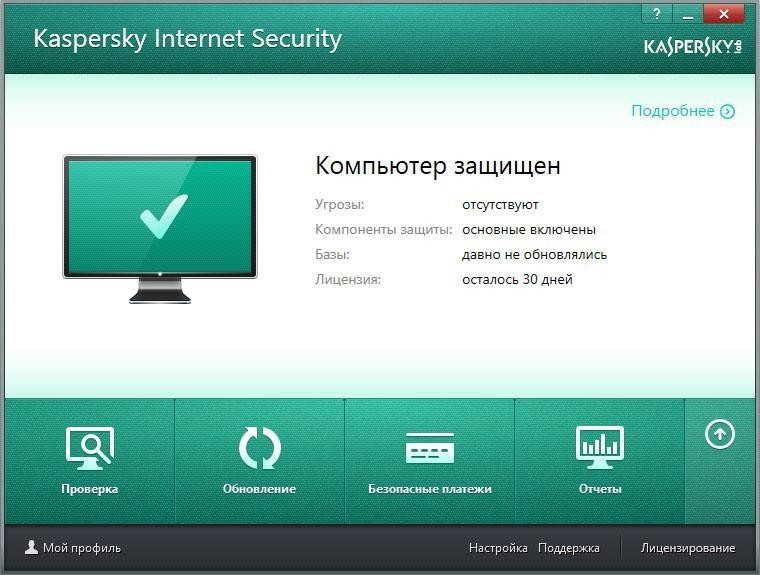 ?
Kaspersky Internet Security
KASPERSKY
Подробнее
Компьютер защищен
Угрозы: отсутствуют
Компоненты защиты: основные включены
Базы: давно не обновлялись
Лицензия: осталось 30 дней
Проверка Обновление Безопасные платежи Отчеты
Мой профиль Настройка Поддержка Лицензирование